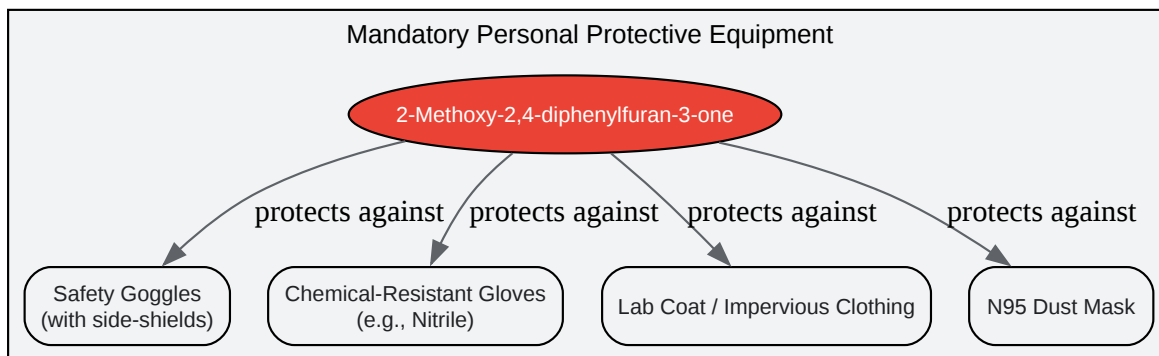 Mandatory Personal Protective Equipment
2-Methoxy-2,4-diphenylfuran-3-one
protects against
protects against
protects against
protects against
Safety Goggles
(with side-shields)
Chemical-Resistant Gloves
(e.g., Nitrile)
Lab Coat / Impervious Clothing
N95 Dust Mask